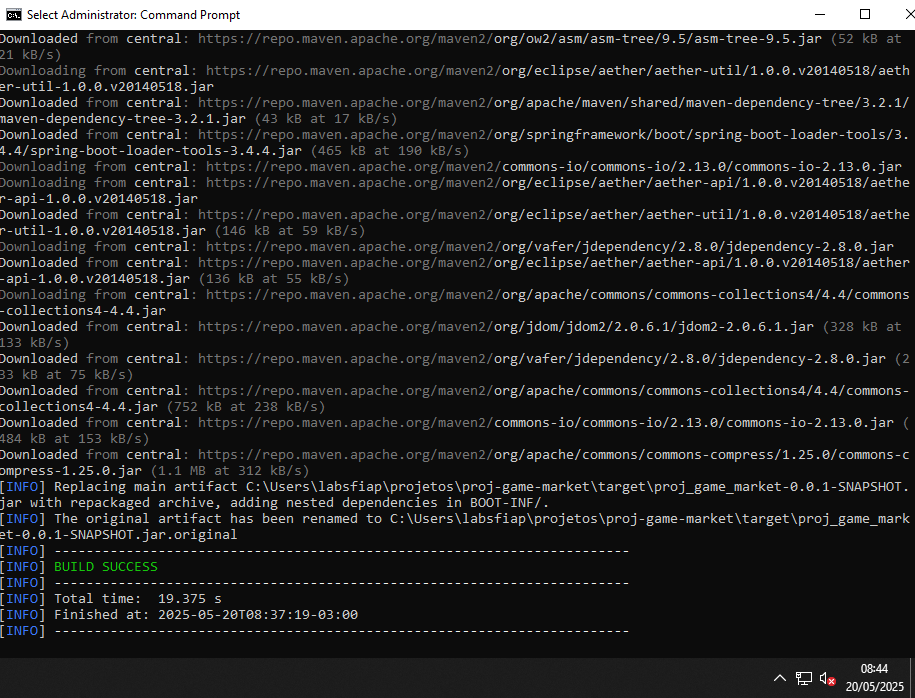 Select Administrator: Command Prompt
Downloaded from central: https://repo.maven.apache.org/maven2/org/ow2/asm/asm-tree/9.5/asm-tree-9.5.jar (52 kB at
21 kB/s)
Downloading from central: https://repo.maven.apache.org/maven2/org/eclipse/aether/aether-util/1.0.0.v20140518/aeth
er-util-1.0.0.v20140518.jar
Downloaded from central: https://repo.maven.apache.org/maven2/org/apache/maven/shared/maven-dependency-tree/3.2.1/
maven-dependency-tree-3.2.1.jar (43 kB at 17 kB/s)
Downloaded from central: https://repo.maven.apache.org/maven2/org/springframework/boot/spring-boot-loader-tools/3.
4.4/spring-boot-loader-tools-3.4.4.jar (465 kB at 190 kB/s)
Downloading from central: https://repo.maven.apache.org/maven2/commons-io/commons-io/2.13.0/commons-io-2.13.0.jar
Downloading from central: https://repo.maven.apache.org/maven2/org/eclipse/aether/aether-api/1.0.0.v20140518/aethe
r-api-1.0.0.v20140518.jar
Downloaded from central: https://repo.maven.apache.org/maven2/org/eclipse/aether/aether-util/1.0.0.v20140518/aethe
r-util-1.0.0.v20140518.jar (146 kB at 59 kB/s)
Downloading from central: https://repo.maven.apache.org/maven2/org/vafer/jdependency/2.8.0/jdependency-2.8.0.jar
Downloaded from central: https://repo.maven.apache.org/maven2/org/eclipse/aether/aether-api/1.0.0.v20140518/aether
-api-1.0.0.v20140518.jar (136 kB at 55 kB/s)
Downloading from central: https://repo.maven.apache.org/maven2/org/apache/commons/commons-collections4/4.4/commons
-collections4-4.4.jar
Downloaded from central: https://repo.maven.apache.org/maven2/org/jdom/jdom2/2.0.6.1/jdom2-2.0.6.1.jar (328 kB at
133 kB/s)
Downloaded from central: https://repo.maven.apache.org/maven2/org/vafer/jdependency/2.8.0/jdependency-2.8.0.jar (2
33 kB at 75 kB/s)
Downloaded from central: https://repo.maven.apache.org/maven2/org/apache/commons/commons-collections4/4.4/commons-
collections4-4.4.jar (752 kB at 238 kB/s)
Downloaded from central: https://repo.maven.apache.org/maven2/commons-io/commons-io/2.13.0/commons-io-2.13.0.jar (
484 kB at 153 kB/s)
Downloaded from central: https://repo.maven.apache.org/maven2/org/apache/commons/commons-compress/1.25.0/commons-c
ompress-1.25.0.jar (1.1 MB at 312 kB/s)
[INFO] Replacing main artifact C:\Users\labsfiap\projetos\proj-game-market\target\proj_game_market-0.0.1-SNAPSHOT.
jar with repackaged archive, adding nested dependencies in BOOT-INF/.
[INFO] The original artifact has been renamed to C:\Users\labsfiap\projetos\proj-game-market\target\proj_game_mark
et-0.0.1-SNAPSHOT.jar.original
[INFO] ------------------------------------------------------------------------
[INFO] BUILD SUCCESS
[INFO] ------------------------------------------------------------------------
[INFO] Total time:  19.375 s
[INFO] Finished at: 2025-05-20T08:37:19-03:00
[INFO] ------------------------------------------------------------------------
08:44
20/05/2025